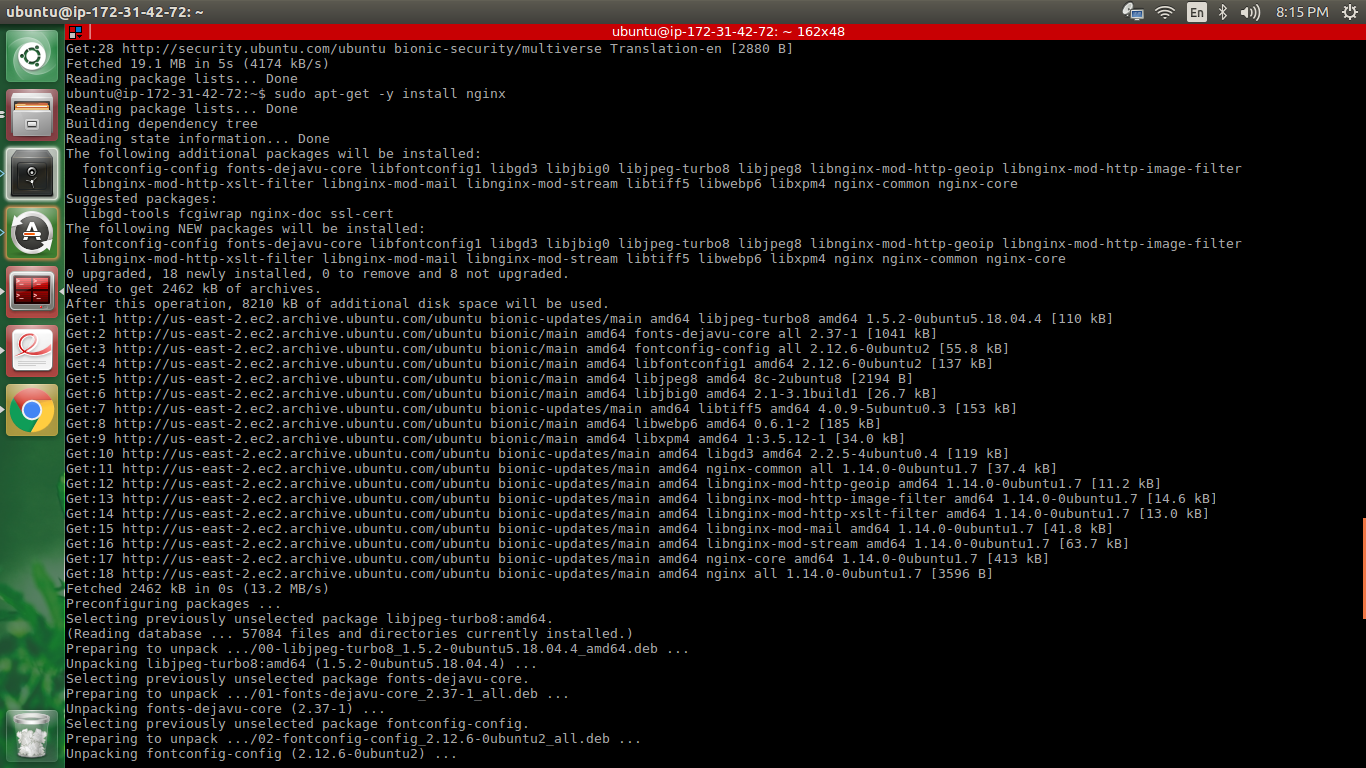 ubuntu@ip-172-31-42-72: ~
En
8:15 PM
ubuntu@ip-172-31-42-72: ~ 162x48
Get:28 http://security.ubuntu.com/ubuntu bionic-security/multiverse Translation-en [2880 B]
Fetched 19.1 MB in 5s (4174 kB/s)
Reading package lists... Done
ubuntu@ip-172-31-42-72:~$ sudo apt-get -y install nginx
Reading package lists... Done
Building dependency tree
Reading state information... Done
The following additional packages will be installed:
  fontconfig-config fonts-dejavu-core libfontconfig1 libgd3 libjbig0 libjpeg-turbo8 libjpeg8 libnginx-mod-http-geoip libnginx-mod-http-image-filter
  libnginx-mod-http-xslt-filter libnginx-mod-mail libnginx-mod-stream libtiff5 libwebp6 libxpm4 nginx-common nginx-core
Suggested packages:
  libgd-tools fcgiwrap nginx-doc ssl-cert
The following NEW packages will be installed:
  fontconfig-config fonts-dejavu-core libfontconfig1 libgd3 libjbig0 libjpeg-turbo8 libjpeg8 libnginx-mod-http-geoip libnginx-mod-http-image-filter
  libnginx-mod-http-xslt-filter libnginx-mod-mail libnginx-mod-stream libtiff5 libwebp6 libxpm4 nginx nginx-common nginx-core
0 upgraded, 18 newly installed, 0 to remove and 8 not upgraded.
Need to get 2462 kB of archives.
After this operation, 8210 kB of additional disk space will be used.
Get:1 http://us-east-2.ec2.archive.ubuntu.com/ubuntu bionic-updates/main amd64 libjpeg-turbo8 amd64 1.5.2-0ubuntu5.18.04.4 [110 kB]
Get:2 http://us-east-2.ec2.archive.ubuntu.com/ubuntu bionic/main amd64 fonts-dejavu-core all 2.37-1 [1041 kB]
Get:3 http://us-east-2.ec2.archive.ubuntu.com/ubuntu bionic/main amd64 fontconfig-config all 2.12.6-0ubuntu2 [55.8 kB]
Get:4 http://us-east-2.ec2.archive.ubuntu.com/ubuntu bionic/main amd64 libfontconfig1 amd64 2.12.6-0ubuntu2 [137 kB]
Get:5 http://us-east-2.ec2.archive.ubuntu.com/ubuntu bionic/main amd64 libjpeg8 amd64 8c-2ubuntu8 [2194 B]
Get:6 http://us-east-2.ec2.archive.ubuntu.com/ubuntu bionic/main amd64 libjbig0 amd64 2.1-3.1build1 [26.7 kB]
Get:7 http://us-east-2.ec2.archive.ubuntu.com/ubuntu bionic-updates/main amd64 libtiff5 amd64 4.0.9-5ubuntu0.3 [153 kB]
Get:8 http://us-east-2.ec2.archive.ubuntu.com/ubuntu bionic/main amd64 libwebp6 amd64 0.6.1-2 [185 kB]
Get:9 http://us-east-2.ec2.archive.ubuntu.com/ubuntu bionic/main amd64 libxpm4 amd64 1:3.5.12-1 [34.0 kB]
Get:10 http://us-east-2.ec2.archive.ubuntu.com/ubuntu bionic-updates/main amd64 libgd3 amd64 2.2.5-4ubuntu0.4 [119 kB]
Get:11 http://us-east-2.ec2.archive.ubuntu.com/ubuntu bionic-updates/main amd64 nginx-common all 1.14.0-0ubuntu1.7 [37.4 kB]
Get:12 http://us-east-2.ec2.archive.ubuntu.com/ubuntu bionic-updates/main amd64 libnginx-mod-http-geoip amd64 1.14.0-0ubuntu1.7 [11.2 kB]
Get:13 http://us-east-2.ec2.archive.ubuntu.com/ubuntu bionic-updates/main amd64 libnginx-mod-http-image-filter amd64 1.14.0-0ubuntu1.7 [14.6 kB]
Get:14 http://us-east-2.ec2.archive.ubuntu.com/ubuntu bionic-updates/main amd64 libnginx-mod-http-xslt-filter amd64 1.14.0-0ubuntu1.7 [13.0 kB]
Get:15 http://us-east-2.ec2.archive.ubuntu.com/ubuntu bionic-updates/main amd64 libnginx-mod-mail amd64 1.14.0-0ubuntu1.7 [41.8 kB]
Get:16 http://us-east-2.ec2.archive.ubuntu.com/ubuntu bionic-updates/main amd64 libnginx-mod-stream amd64 1.14.0-0ubuntu1.7 [63.7 kB]
Get:17 http://us-east-2.ec2.archive.ubuntu.com/ubuntu bionic-updates/main amd64 nginx-core amd64 1.14.0-0ubuntu1.7 [413 kB]
Get:18 http://us-east-2.ec2.archive.ubuntu.com/ubuntu bionic-updates/main amd64 nginx all 1.14.0-0ubuntu1.7 [3596 B]
Fetched 2462 kB in 0s (13.2 MB/s)
Preconfiguring packages ...
Selecting previously unselected package libjpeg-turbo8:amd64.
(Reading database ... 57084 files and directories currently installed.)
Preparing to unpack .../00-libjpeg-turbo8_1.5.2-0ubuntu5.18.04.4_amd64.deb ...
Unpacking libjpeg-turbo8:amd64 (1.5.2-0ubuntu5.18.04.4) ...
Selecting previously unselected package fonts-dejavu-core.
Preparing to unpack .../01-fonts-dejavu-core_2.37-1_all.deb ...
Unpacking fonts-dejavu-core (2.37-1) ...
Selecting previously unselected package fontconfig-config.
Preparing to unpack .../02-fontconfig-config_2.12.6-0ubuntu2_all.deb ...
Unpacking fontconfig-config (2.12.6-0ubuntu2) ...